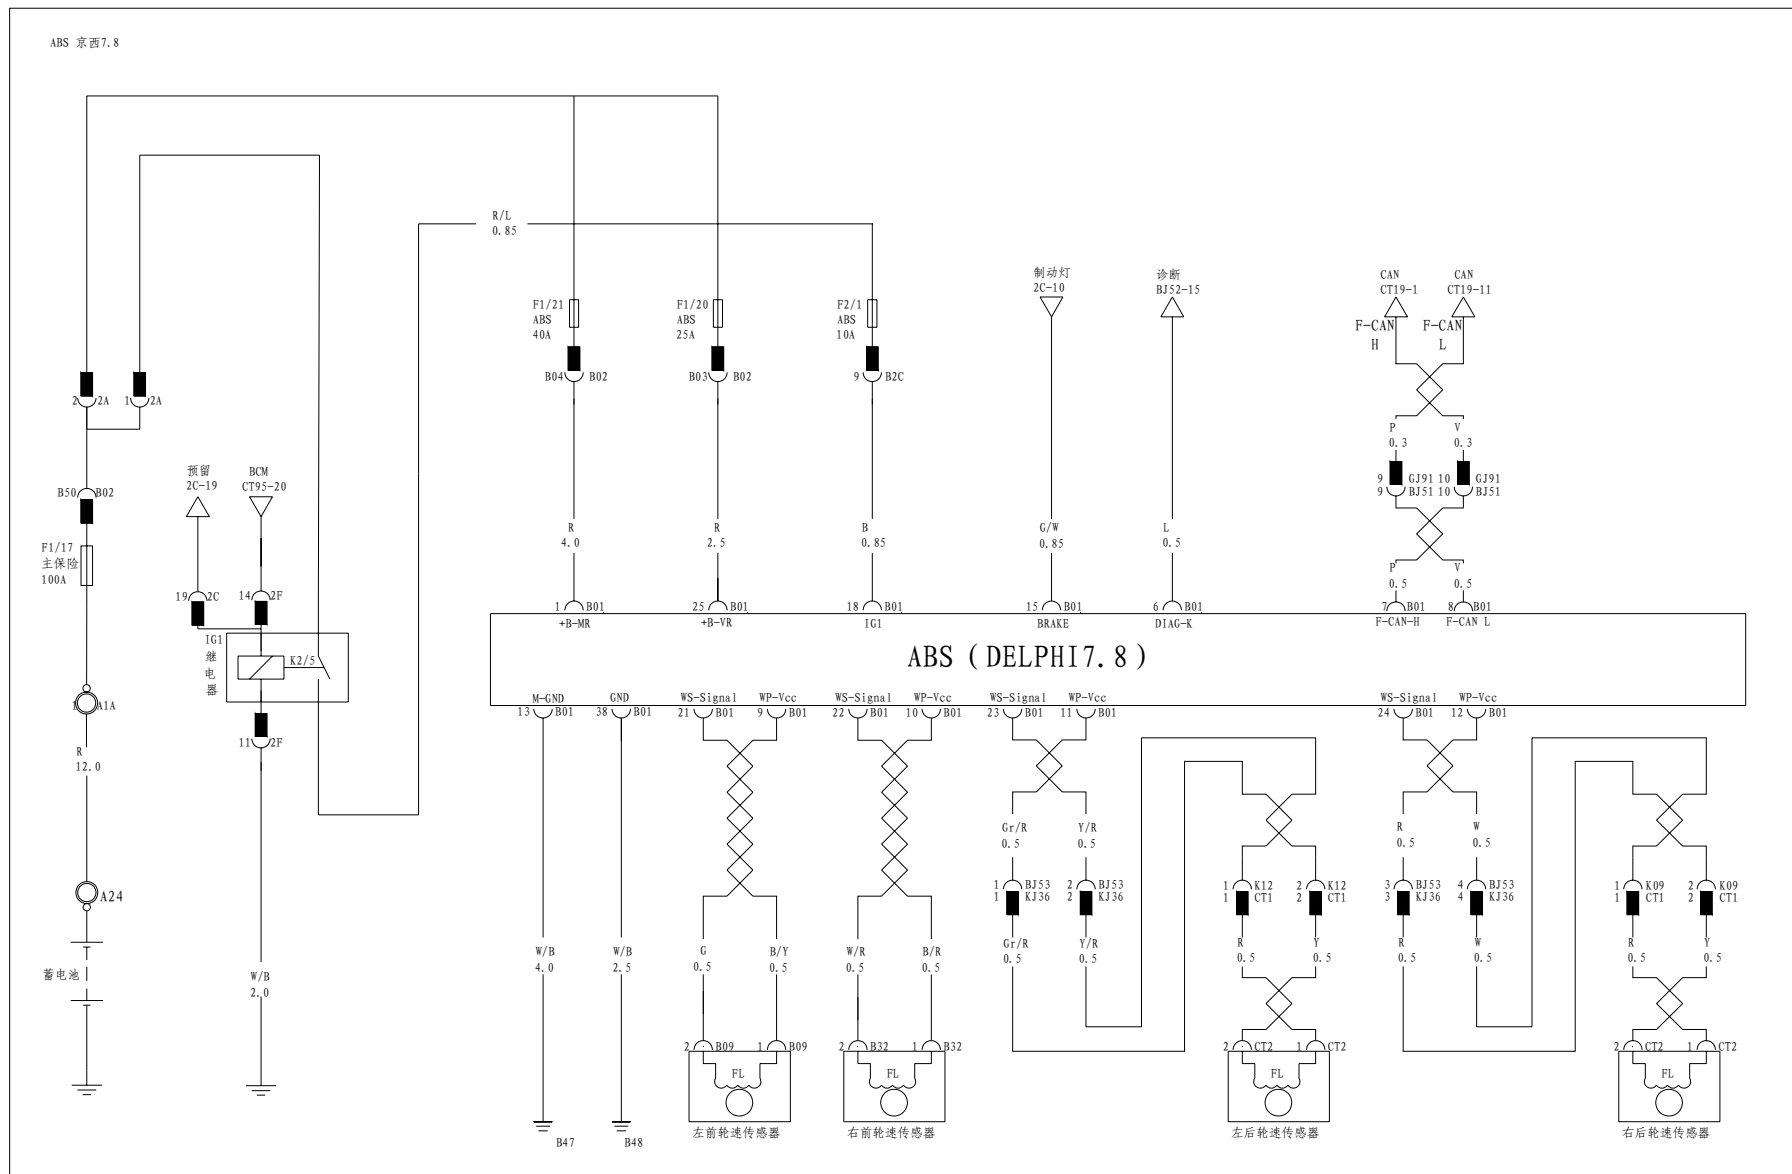 ABS 京西7.8
R/L
0.85
制动灯
2C-10
诊断
BJ52-15
CAN
CT19-1
CAN
CT19-11
F1/21
ABS
40A
F1/20
ABS
25A
F2/1
ABS
10A
F-CAN
H
F-CAN
L
B04 B02
B03 B02
9 B2C
2 2A
1 2A
P
0.3
V
0.3
预留
2C-19
BCM
CT95-20
9 GJ91
9 BJ51
10 GJ91
10 BJ51
B50 B02
R
4.0
R
2.5
B
0.85
G/W
0.85
L
0.5
F1/17
主保险
100A
P
0.5
V
0.5
19 2C
14 2F
1 B01
25 B01
18 B01
15 B01
6 B01
7 B01
8 B01
+B-MR
+B-VR
IG1
BRAKE
DIAG-K
F-CAN-H
F-CAN L
IG1
继
电
器
K2/5
ABS (DELPHI7.8)
M-GND
GND
WS-Signal
WP-Vcc
WS-Signal
WP-Vcc
WS-Signal
WP-Vcc
WS-Signal
WP-Vcc
1 A1A
13 B01
38 B01
21 B01
9 B01
22 B01
10 B01
23 B01
11 B01
24 B01
12 B01
11 2F
R
12.0
Gr/R
0.5
Y/R
0.5
R
0.5
W
0.5
A24
1 BJ53
1 KJ36
2 BJ53
2 KJ36
1 K12
1 CT1
2 K12
2 CT1
3 BJ53
3 KJ36
4 BJ53
4 KJ36
1 K09
1 CT1
2 K09
2 CT1
蓄电池
W/B
2.0
W/B
4.0
W/B
2.5
G
0.5
B/Y
0.5
W/R
0.5
B/R
0.5
Gr/R
0.5
Y/R
0.5
R
0.5
Y
0.5
R
0.5
W
0.5
R
0.5
Y
0.5
2 B09
1 B09
2 B32
1 B32
2 CT2
1 CT2
2 CT2
1 CT2
FL
FL
FL
FL
B47
B48
左前轮速传感器
右前轮速传感器
左后轮速传感器
右后轮速传感器